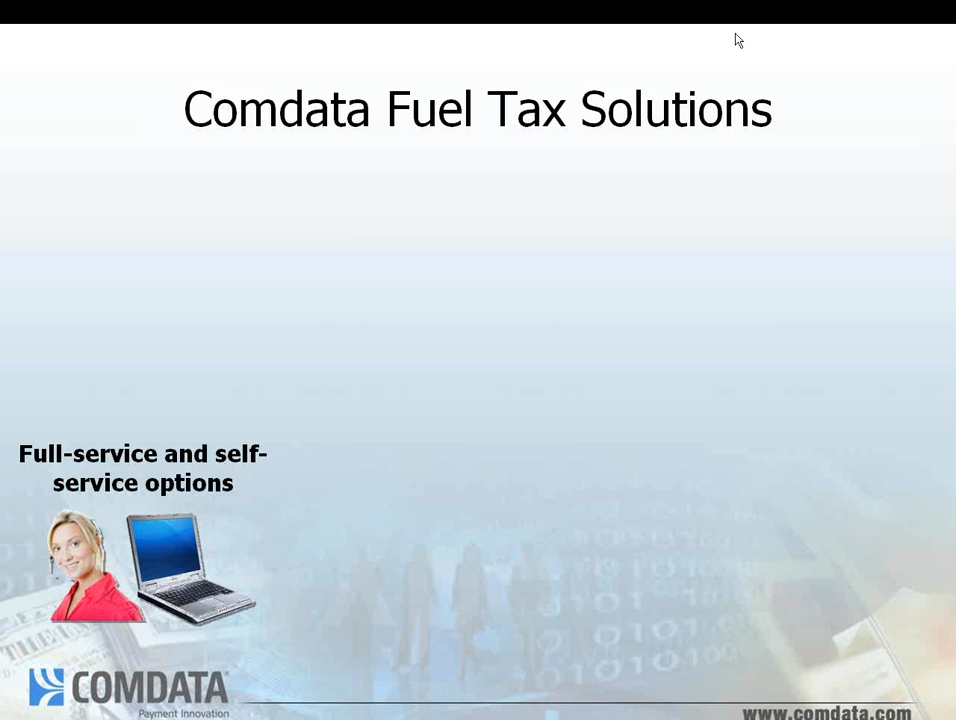 Comdata Fuel Tax Solutions
Full-service and self-
service options
COMDATA
Payment Innovation
www.comdata.com